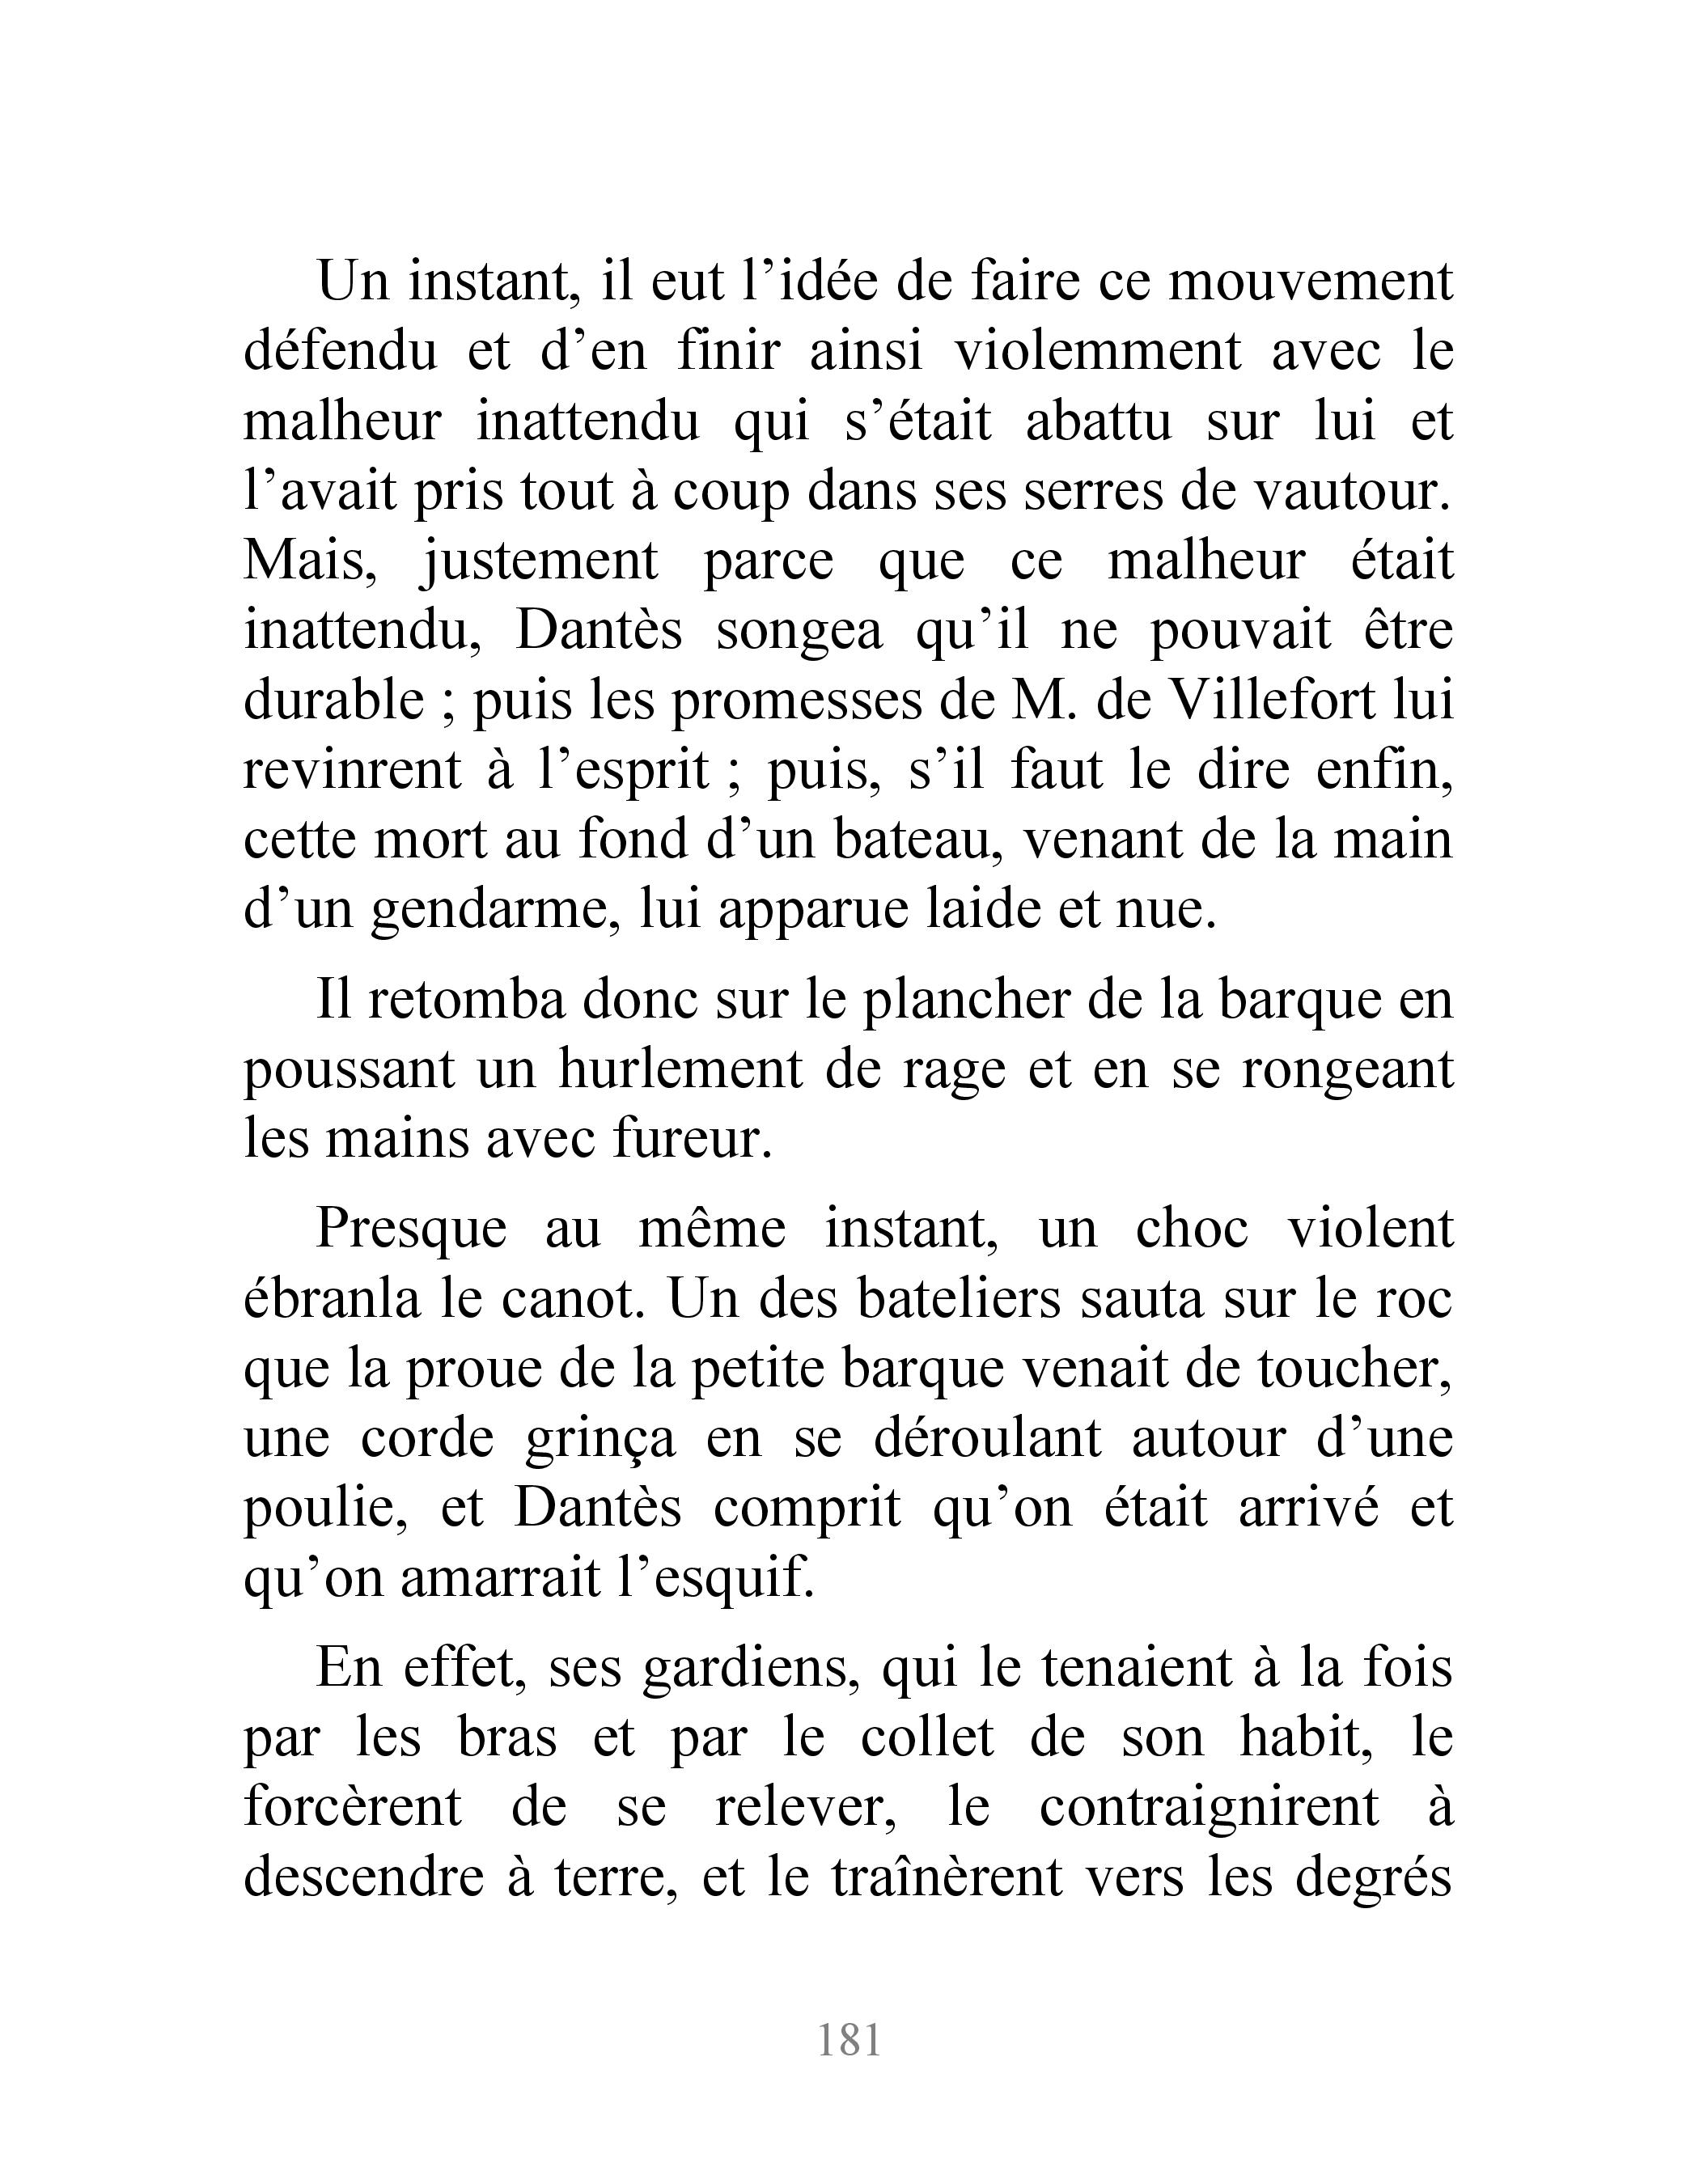 Un instant, il eut l’idée de faire ce mouvement
défendu et d’en finir ainsi violemment avec le
malheur inattendu qui s’était abattu sur lui et
l’avait pris tout à coup dans ses serres de vautour.
Mais, justement parce que ce malheur était
inattendu, Dantès songea qu’il ne pouvait être
durable ; puis les promesses de M. de Villefort lui
revinrent à l’esprit ; puis, s’il faut le dire enfin,
cette mort au fond d’un bateau, venant de la main
d’un gendarme, lui apparue laide et nue.
Il retomba donc sur le plancher de la barque en
poussant un hurlement de rage et en se rongeant
les mains avec fureur.
Presque au même instant, un choc violent
ébranla le canot. Un des bateliers sauta sur le roc
que la proue de la petite barque venait de toucher,
une corde grinça en se déroulant autour d’une
poulie, et Dantès comprit qu’on était arrivé et
qu’on amarrait l’esquif.
En effet, ses gardiens, qui le tenaient à la fois
par les bras et par le collet de son habit, le
forcèrent de se relever, le contraignirent à
descendre à terre, et le traînèrent vers les degrés
181